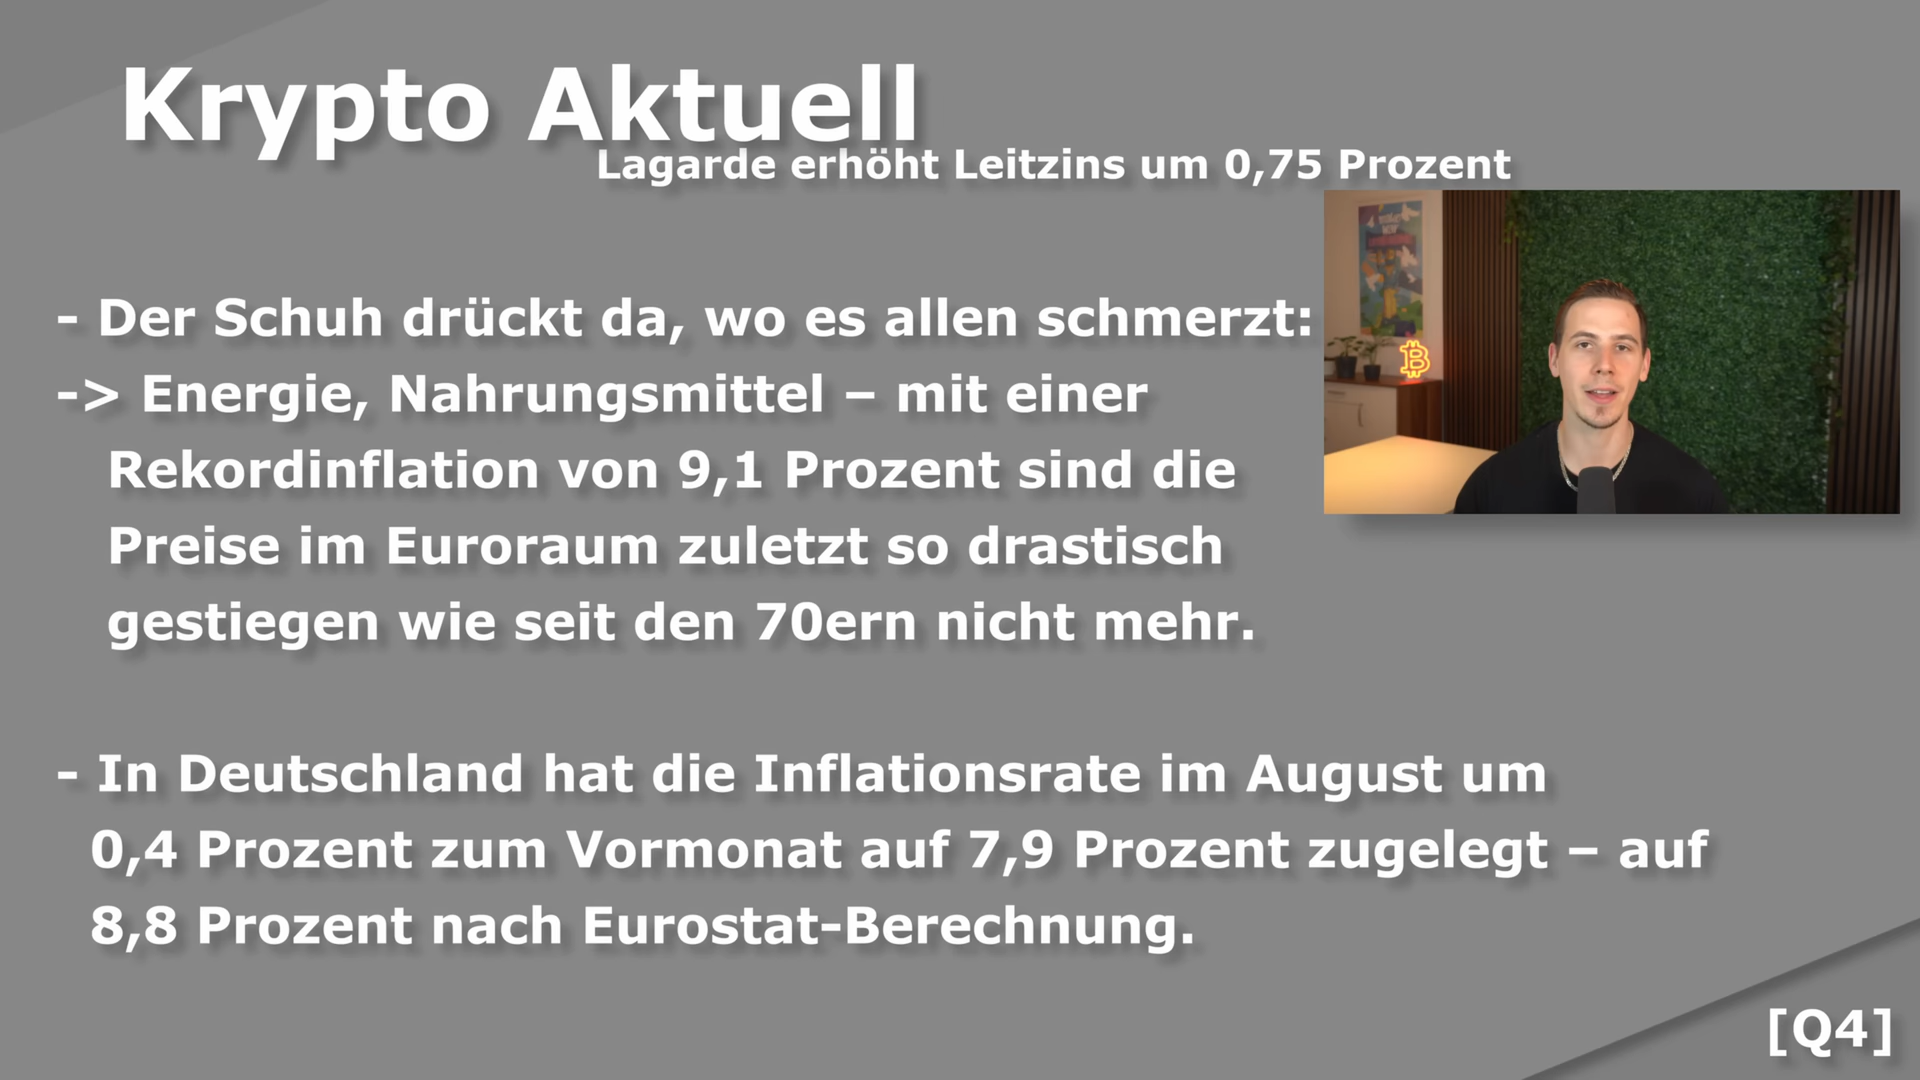 Krypto Aktuell
Lagarde erhöht Leitzins um 0,75 Prozent
- Der Schuh drückt da, wo es allen schmerzt:
-> Energie, Nahrungsmittel – mit einer
Rekordinflation von 9,1 Prozent sind die
Preise im Euroraum zuletzt so drastisch
gestiegen wie seit den 70ern nicht mehr.
- In Deutschland hat die Inflationsrate im August um
0,4 Prozent zum Vormonat auf 7,9 Prozent zugelegt – auf
8,8 Prozent nach Eurostat-Berechnung.
[Q4]